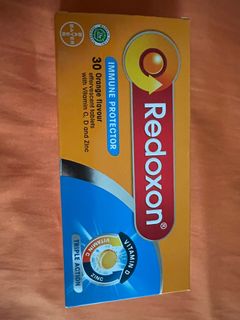 BAYER
Redoxon®
IMMUNE PROTECTOR
30 Orange flavour
effervescent tablets
with Vitamin C, D and Zinc
VITAMIN C
VITAMIN D
ZINC
TRIPLE ACTION